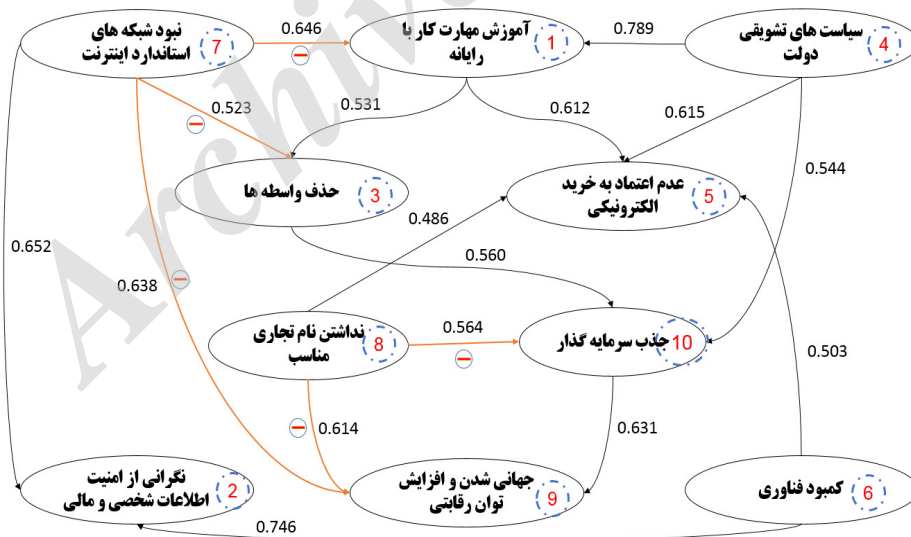 نبود شبکه های
استاندارد اینترنت
7
0.646
آموزش مهارت کار با
رایانه
1
0.789
سیاست های تشویقی
دولت
4
0.523
0.531
0.612
0.615
0.544
حذف واسطه ها
3
عدم اعتماد به خرید
الکترونیکی
5
0.486
0.652
0.638
0.560
نداشتن نام تجاری
مناسب
8
0.564
جذب سرمایه گذار
10
0.503
0.614
0.631
نگرانی از امنیت
اطلاعات شخصی و مالی
2
جهانی شدن و افزایش
توان رقابتی
9
کمبود فناوری
6
0.746
Archive